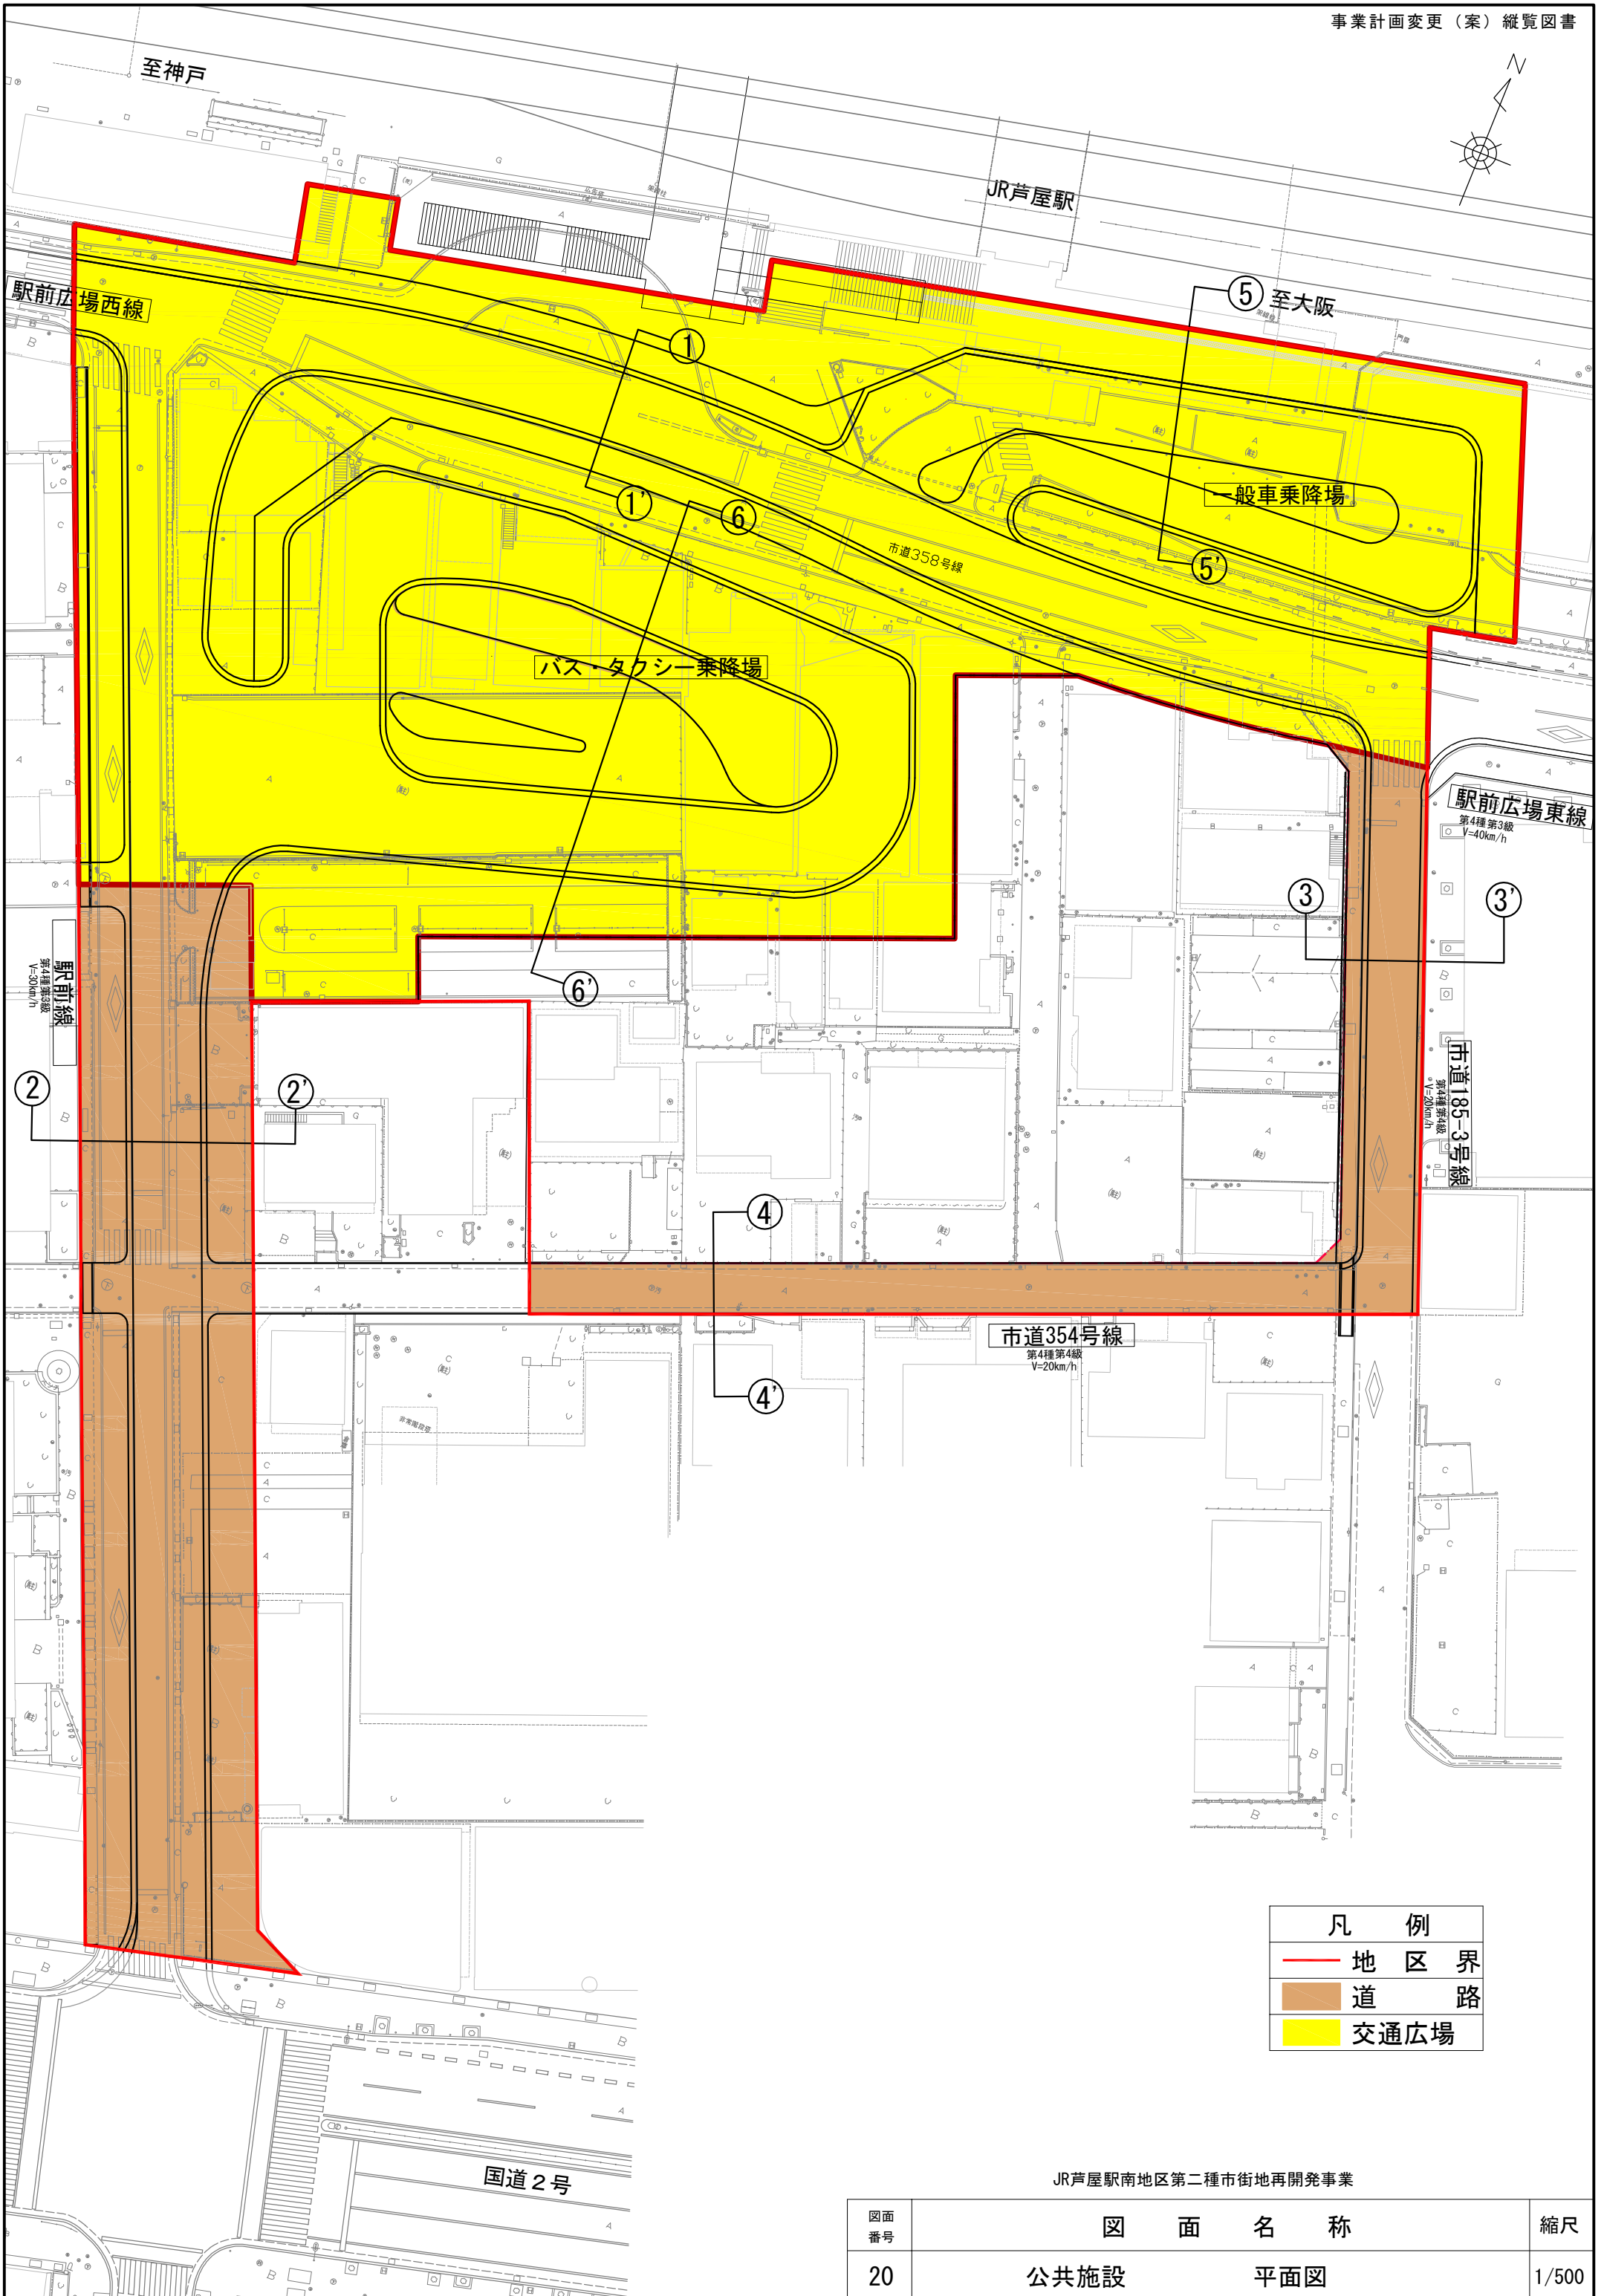 事業計画変更（案）縦覧図書
至神戸
N
JR芦屋駅
駅前広場西線
⑤ 至大阪
①
①'
⑥
一般車乗降場
市道358号線
⑤'
バス・タクシー乗降場
駅前広場東線
第4種第3級
V=40km/h
③
③'
駅前線
第4種第3級
V=30km/h
⑥'
②
②'
市道185-3号線
第4種第4級
V=20km/h
④
市道354号線
第4種第4級
V=20km/h
④'
非常階段塔
凡 例
地 区 界
道 路
交通広場
国道2号
JR芦屋駅南地区第二種市街地再開発事業
図面番号
図 面 名 称
縮尺
20
公共施設 平面図
1/500